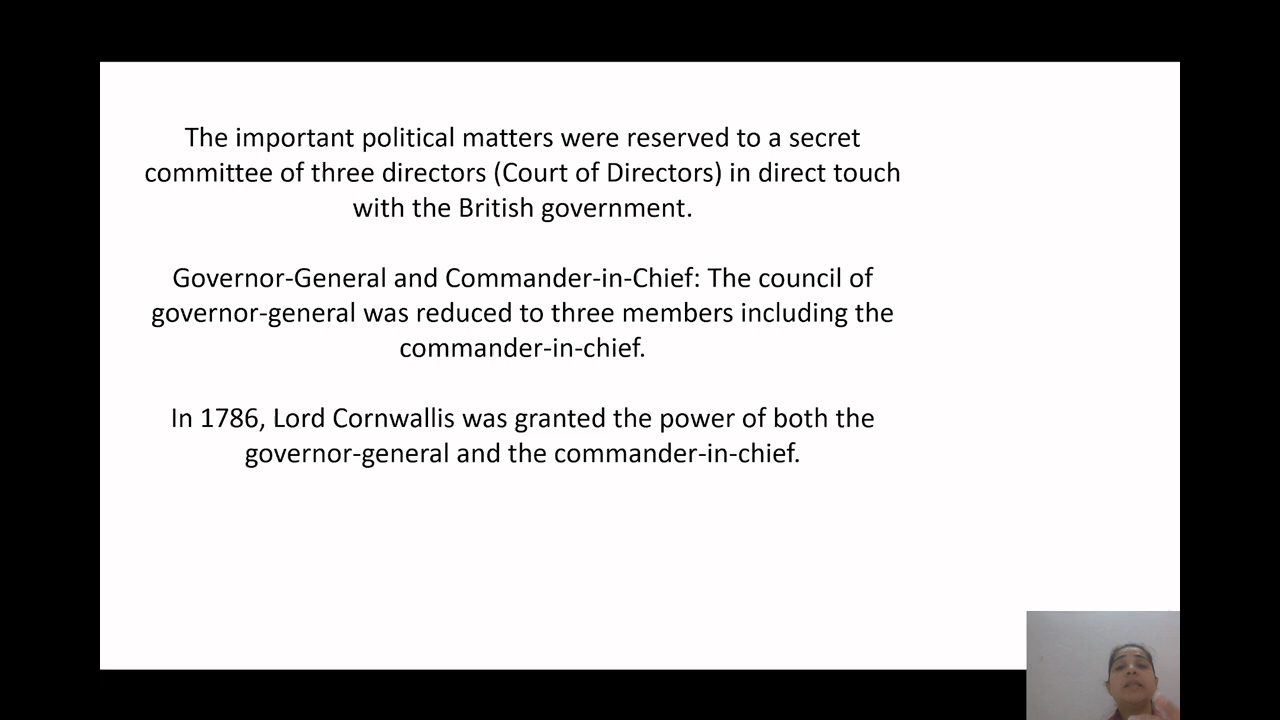 The important political matters were reserved to a secret
committee of three directors (Court of Directors) in direct touch
with the British government.
Governor-General and Commander-in-Chief: The council of
governor-general was reduced to three members including the
commander-in-chief.
In 1786, Lord Cornwallis was granted the power of both the
governor-general and the commander-in-chief.